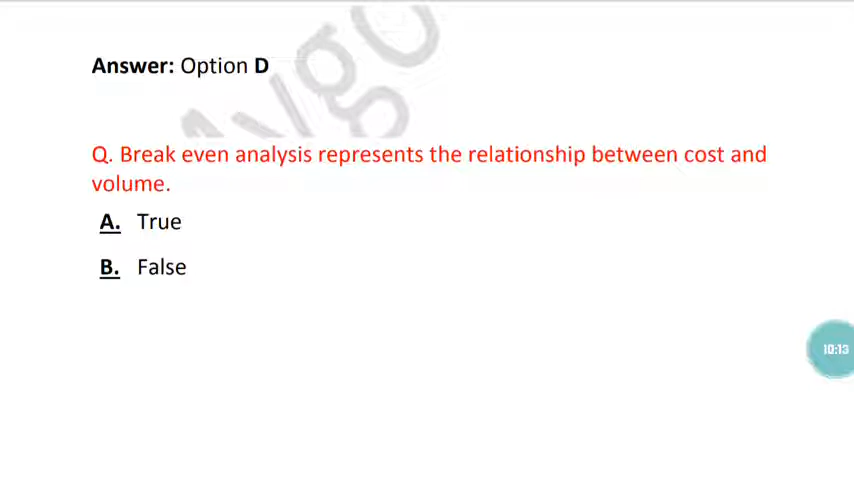 Answer: Option D
Q. Break even analysis represents the relationship between cost and
volume.
A. True
B. False
10:13